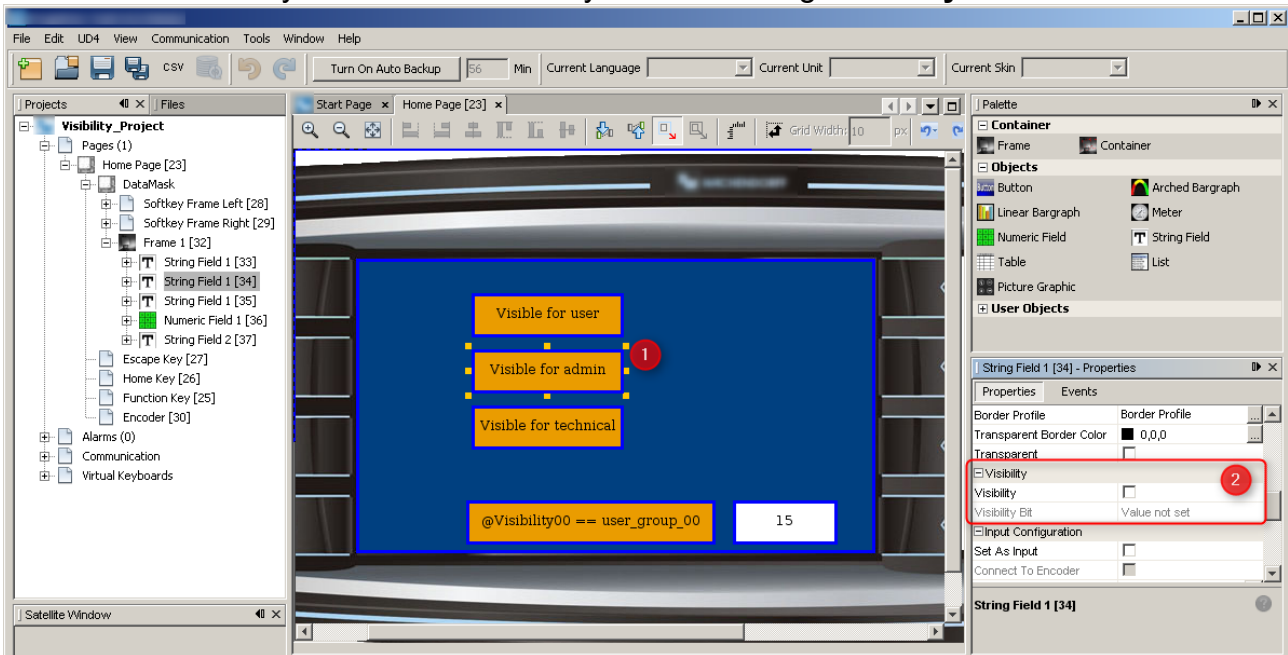 File Edit UD4 View Communication Tools Window Help
CSV Turn On Auto Backup 56 Min Current Language Current Unit Current Skin
Projects Files
Visibility_Project
Pages (1)
Home Page [23]
DataMask
Softkey Frame Left [28]
Softkey Frame Right [29]
Frame 1 [32]
String Field 1 [33]
String Field 1 [34]
String Field 1 [35]
Numeric Field 1 [36]
String Field 2 [37]
Escape Key [27]
Home Key [26]
Function Key [25]
Encoder [30]
Alarms (0)
Communication
Virtual Keyboards
Satellite Window
Start Page Home Page [23]
Grid Width: 10 px
Visible for user
Visible for admin
1
Visible for technical
@Visibility00 == user_group_00 15
Palette
Container
Frame Container
Objects
Button Arched Bargraph
Linear Bargraph Meter
Numeric Field String Field
Table List
Picture Graphic
User Objects
String Field 1 [34] - Properties
Properties Events
Border Profile Border Profile ...
Transparent Border Color 0,0,0 ...
Transparent
Visibility
2
Visibility
Visibility Bit Value not set
Input Configuration
Set As Input
Connect To Encoder
String Field 1 [34]